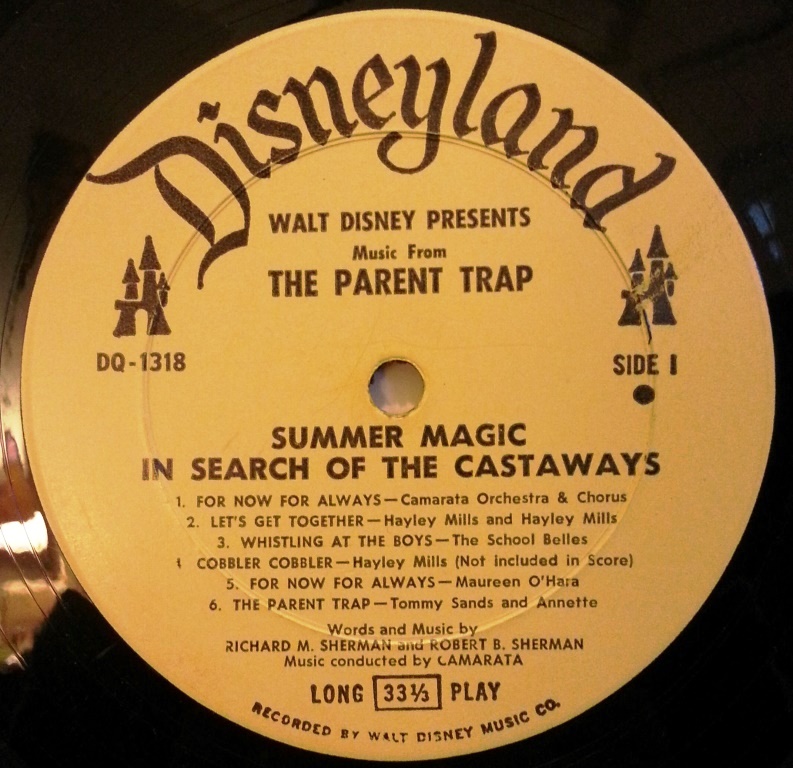 Disneyland
WALT DISNEY PRESENTS
Music From
THE PARENT TRAP
DQ-1318
SIDE 1
SUMMER MAGIC
IN SEARCH OF THE CASTAWAYS
1. FOR NOW FOR ALWAYS—Camarata Orchestra & Chorus
2. LET'S GET TOGETHER—Hayley Mills and Hayley Mills
3. WHISTLING AT THE BOYS—The School Belles
4 COBBLER COBBLER—Hayley Mills (Not included in Score)
5. FOR NOW FOR ALWAYS—Maureen O'Hara
6. THE PARENT TRAP—Tommy Sands and Annette
Words and Music by
RICHARD M. SHERMAN and ROBERT B. SHERMAN
Music conducted by CAMARATA
LONG 33⅓ PLAY
RECORDED BY WALT DISNEY MUSIC CO.